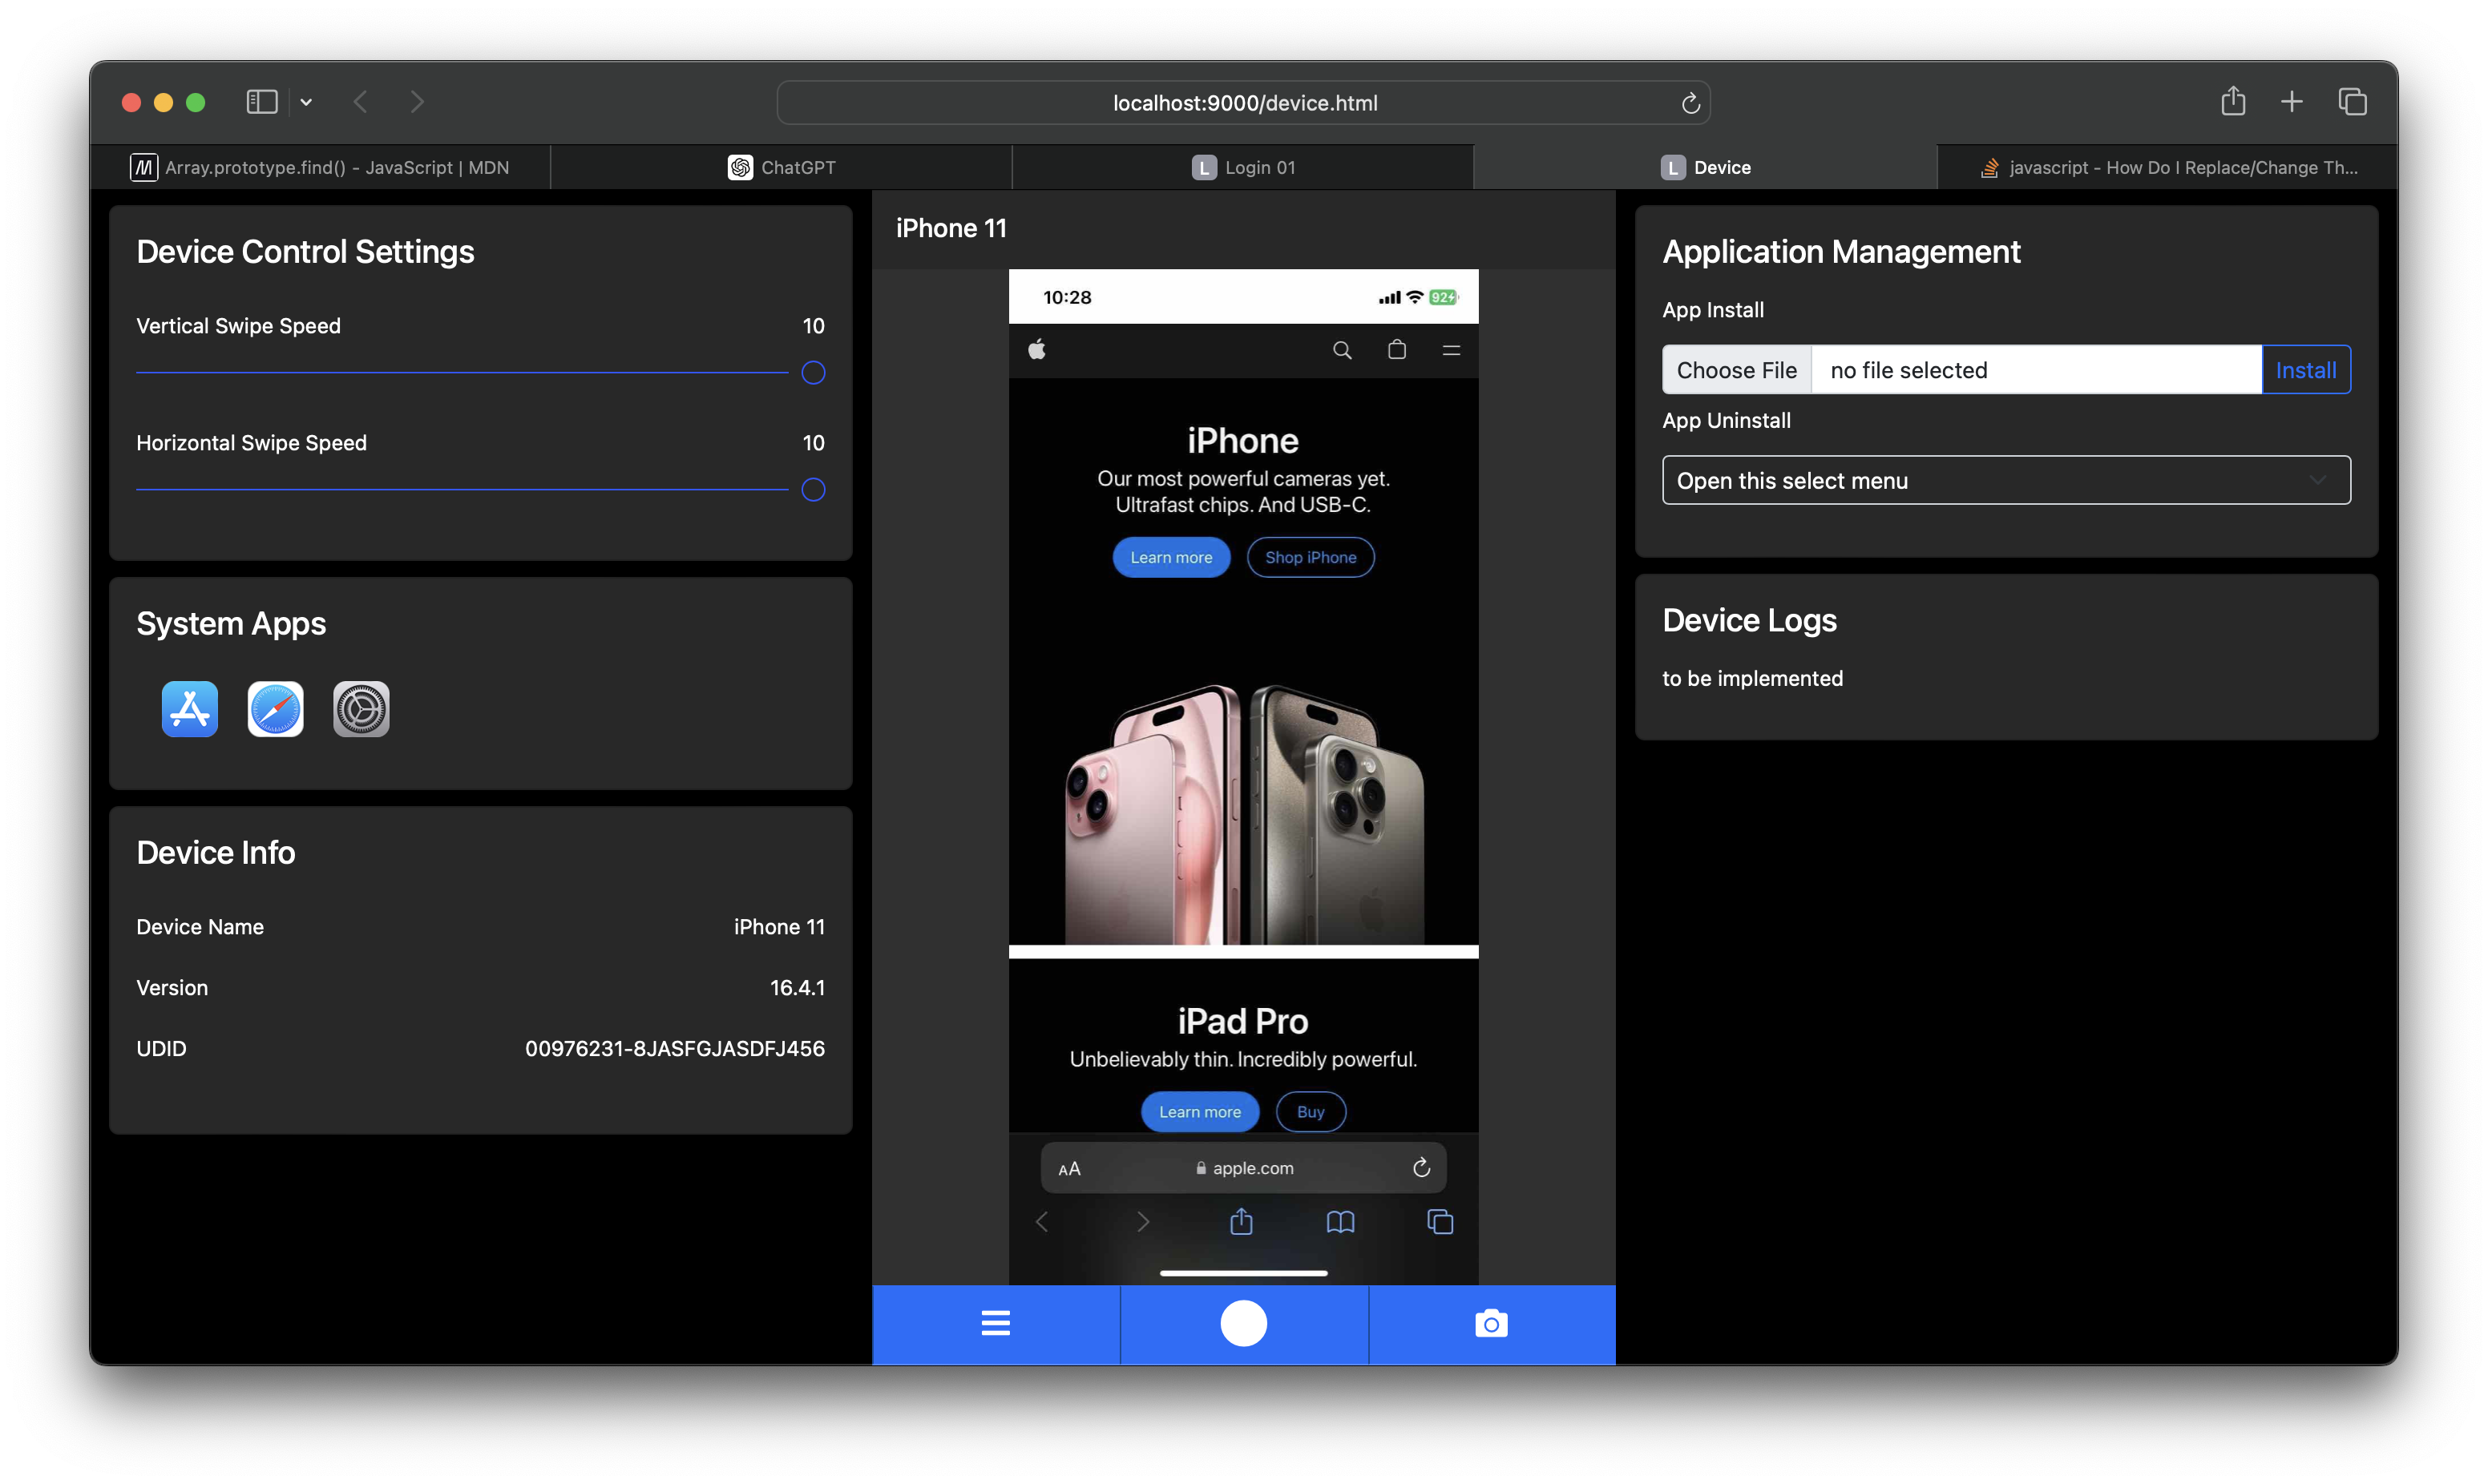 localhost:9000/device.html
Array.prototype.find() - JavaScript | MDN
ChatGPT
L Login 01
L Device
javascript - How Do I Replace/Change Th...
Device Control Settings
Vertical Swipe Speed 10
Horizontal Swipe Speed 10
System Apps
Device Info
Device Name iPhone 11
Version 16.4.1
UDID 00976231-8JASFGJASDFJ456
iPhone 11
10:28 92
iPhone
Our most powerful cameras yet.
Ultrafast chips. And USB-C.
Learn more Shop iPhone
iPad Pro
Unbelievably thin. Incredibly powerful.
Learn more Buy
AA apple.com
Application Management
App Install
Choose File no file selected Install
App Uninstall
Open this select menu
Device Logs
to be implemented